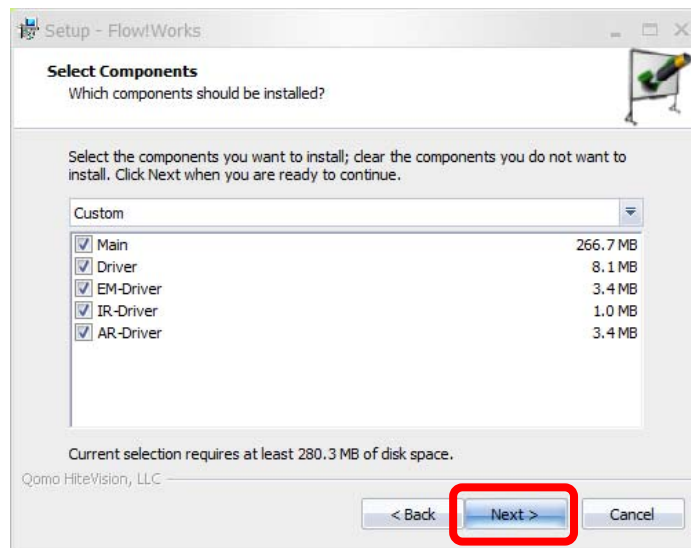 Setup - Flow!Works
Select Components
Which components should be installed?
Select the components you want to install; clear the components you do not want to
install. Click Next when you are ready to continue.
Custom
Main 266.7 MB
Driver 8.1 MB
EM-Driver 3.4 MB
IR-Driver 1.0 MB
AR-Driver 3.4 MB
Current selection requires at least 280.3 MB of disk space.
Qomo HiteVision, LLC
< Back Next > Cancel